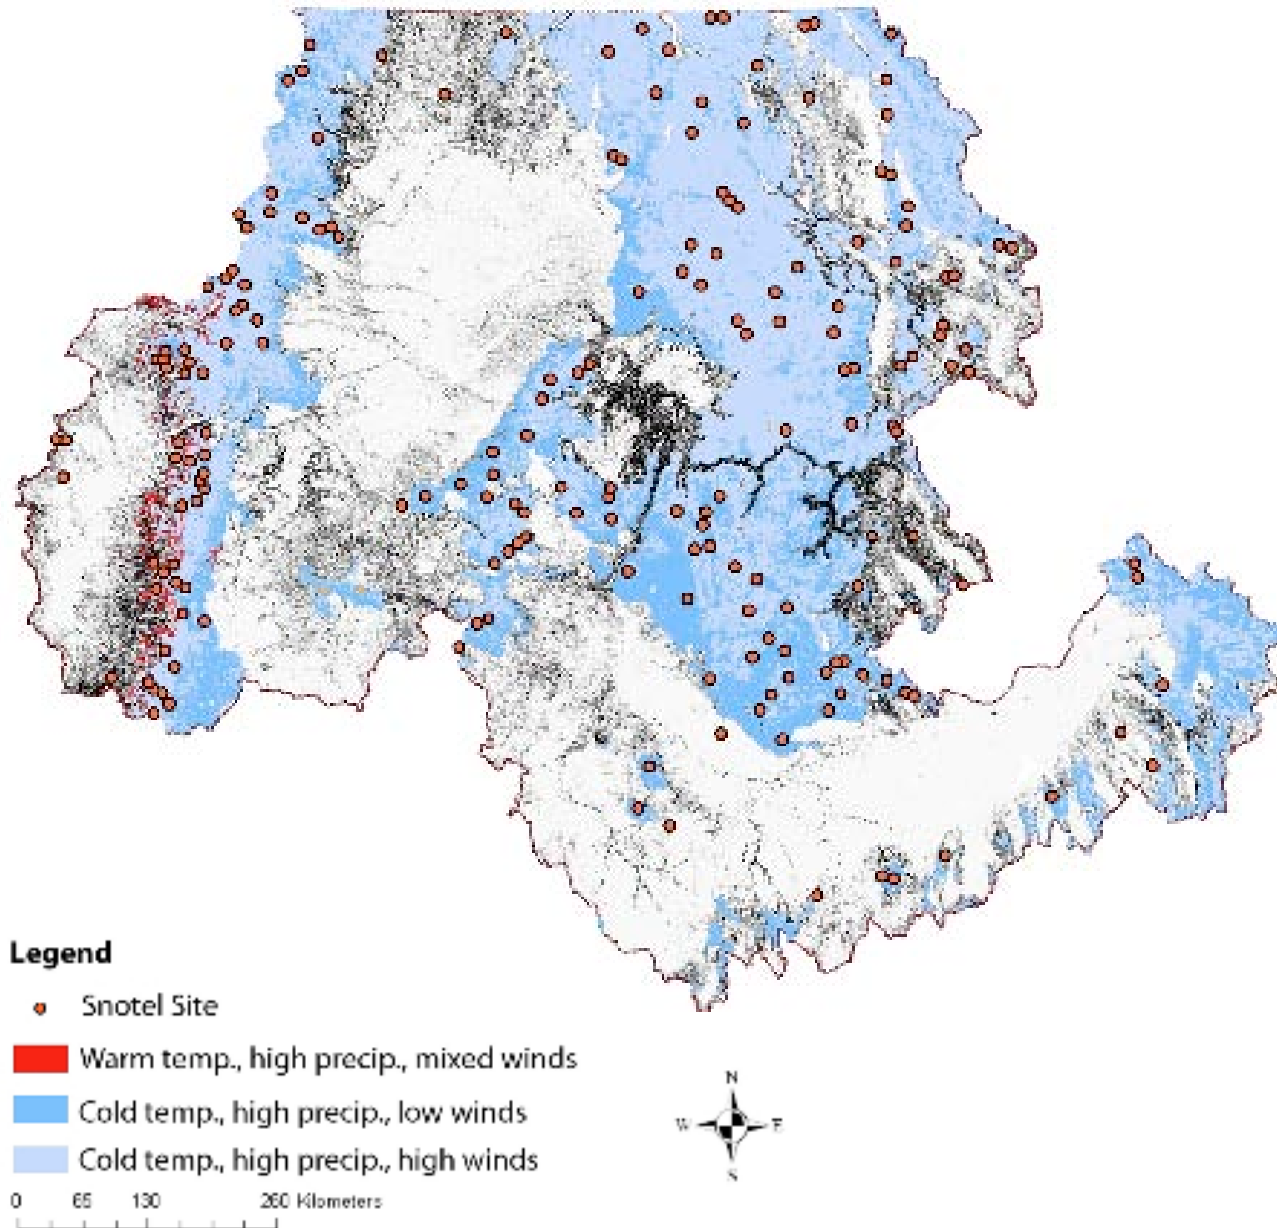 Legend
Snotel Site
Warm temp., high precip., mixed winds
Cold temp., high precip., low winds
Cold temp., high precip., high winds
0 65 130 260 Kilometers
N
W E
S